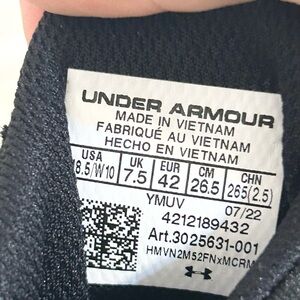 UNDER ARMOUR
MADE IN VIETNAM
FABRIQUÉ AU VIETNAM
HECHO EN VIETNAM
USA UK EUR CM CHN
8.5/W10 7.5 42 26.5 265(2.5)
YMUV 07/22
4212189432
Art.3025631-001
HMVN2M52FNxMCRM